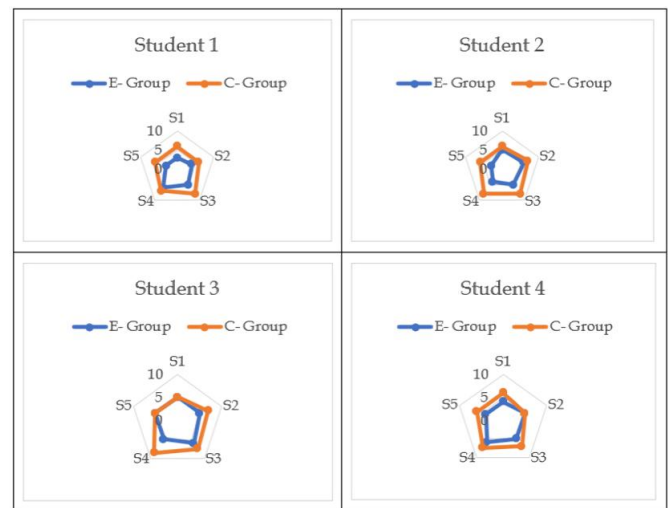 Student 1
E- Group C- Group
S1
10
5
0
S2
S3
S4
S5
Student 2
E- Group C- Group
S1
10
5
0
S2
S3
S4
S5
Student 3
E- Group C- Group
S1
10
5
0
S2
S3
S4
S5
Student 4
E- Group C- Group
S1
10
5
0
S2
S3
S4
S5